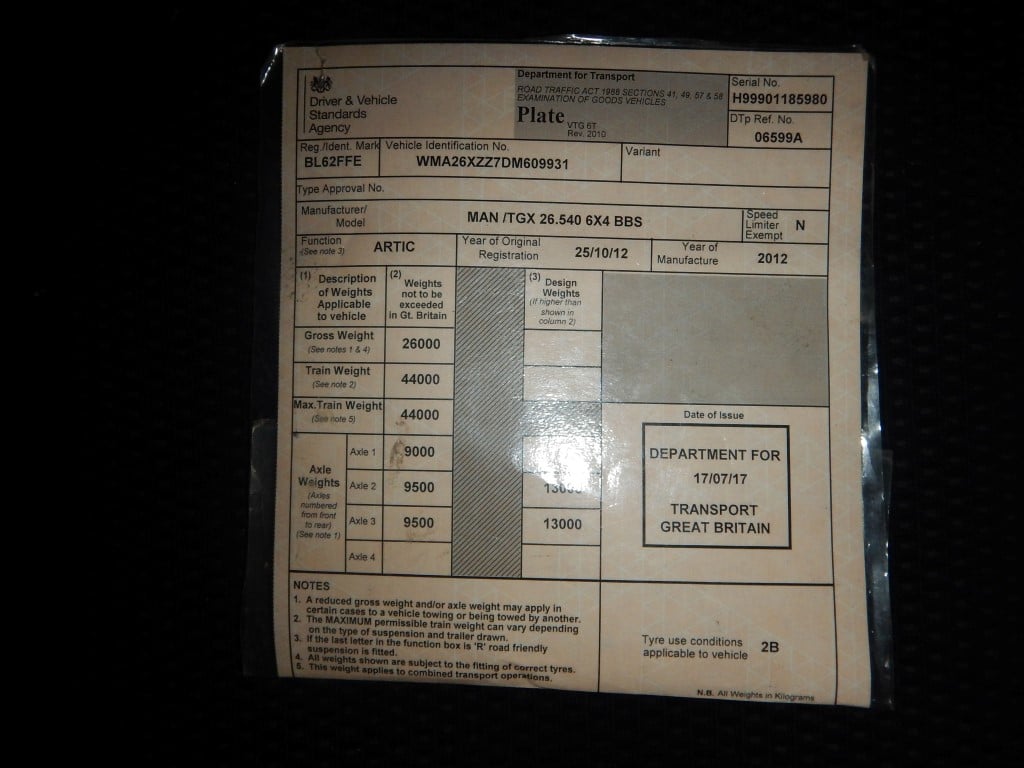 Driver & Vehicle
Standards
Agency
Department for Transport
ROAD TRAFFIC ACT 1988 SECTIONS 41, 49, 57 & 58
EXAMINATION OF GOODS VEHICLES
Plate VTG 6T
Rev. 2010
Serial No.
H99901185980
DTp Ref. No.
06599A
Reg./Ident. Mark
BL62FFE
Vehicle Identification No.
WMA26XZZ7DM609931
Variant
Type Approval No.
Manufacturer/
Model
MAN /TGX 26.540 6X4 BBS
Speed
Limiter
Exempt
N
Function
(See note 3)
ARTIC
Year of Original
Registration
25/10/12
Year of
Manufacture
2012
(1) Description
of Weights
Applicable
to vehicle
(2) Weights
not to be
exceeded
in Gt. Britain
(3) Design
Weights
(If higher than
shown in
column 2)
Gross Weight
(See notes 1 & 4)
26000
Train Weight
(See note 2)
44000
Max.Train Weight
(See note 5)
44000
Axle
Weights
(Axles
numbered
from front
to rear)
(See note 1)
Axle 1
9000
Axle 2
9500
Axle 3
9500
13000
Axle 4
Date of Issue
DEPARTMENT FOR
17/07/17
TRANSPORT
GREAT BRITAIN
NOTES
1. A reduced gross weight and/or axle weight may apply in
certain cases to a vehicle towing or being towed by another.
2. The MAXIMUM permissible train weight can vary depending
on the type of suspension and trailer drawn.
3. If the last letter in the function box is 'R' road friendly
suspension is fitted.
4. All weights shown are subject to the fitting of correct tyres.
5. This weight applies to combined transport operations.
Tyre use conditions
applicable to vehicle
2B
N.B. All Weights in Kilograms